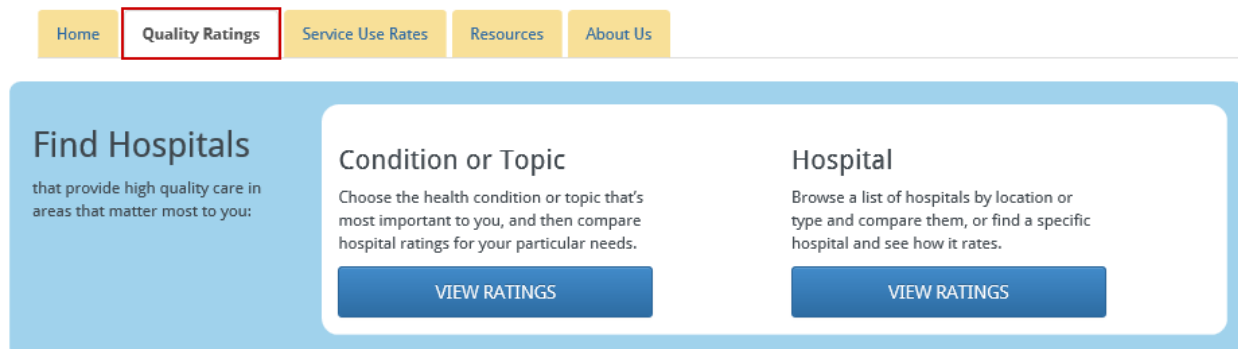 Home Quality Ratings Service Use Rates Resources About Us
Find Hospitals
that provide high quality care in
areas that matter most to you:
Condition or Topic
Choose the health condition or topic that's
most important to you, and then compare
hospital ratings for your particular needs.
VIEW RATINGS
Hospital
Browse a list of hospitals by location or
type and compare them, or find a specific
hospital and see how it rates.
VIEW RATINGS